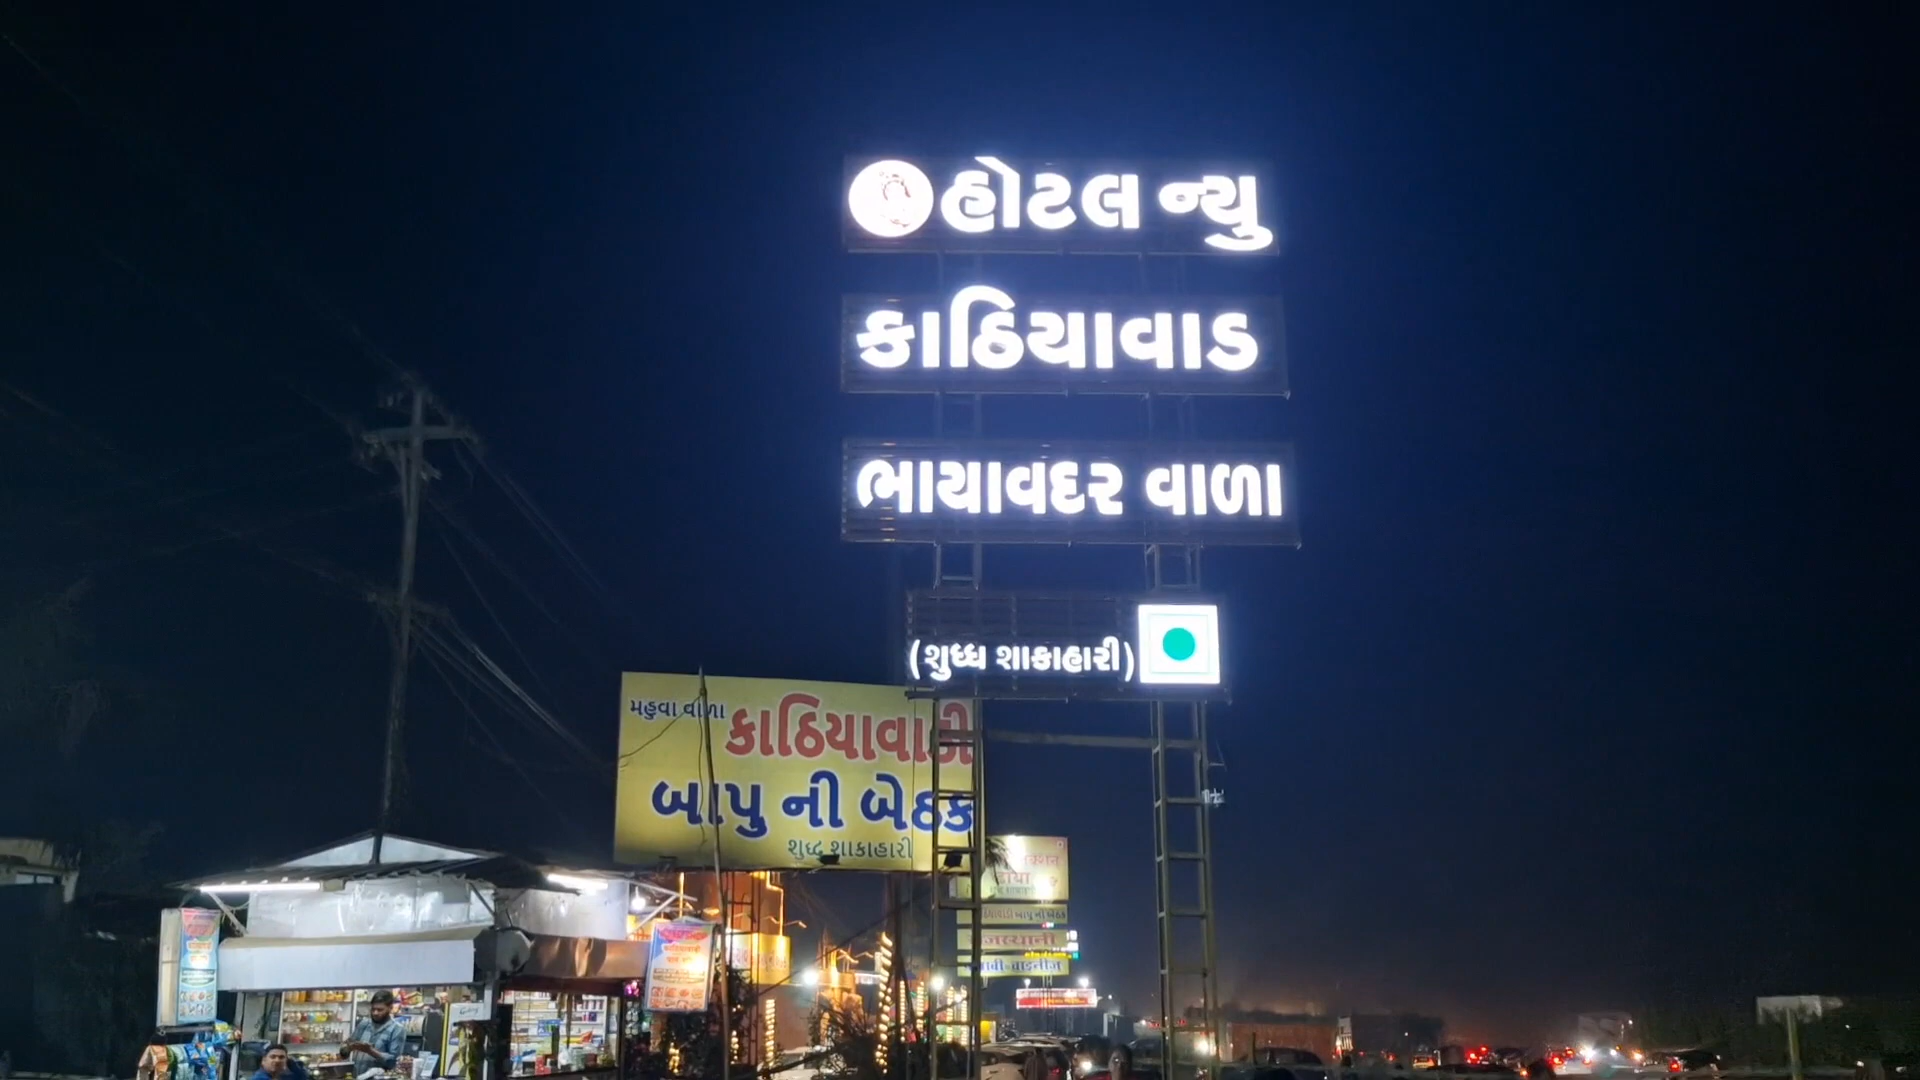 હોટલ ન્યુ
કાઠિયાવાડ
ભાયાવદર વાળા
(શુધ્ધ શાકાહારી)
મહુવા વાળા
કાઠિયાવાડી
બાપુ ની બેઠક
શુધ્ધ શાકાહારી